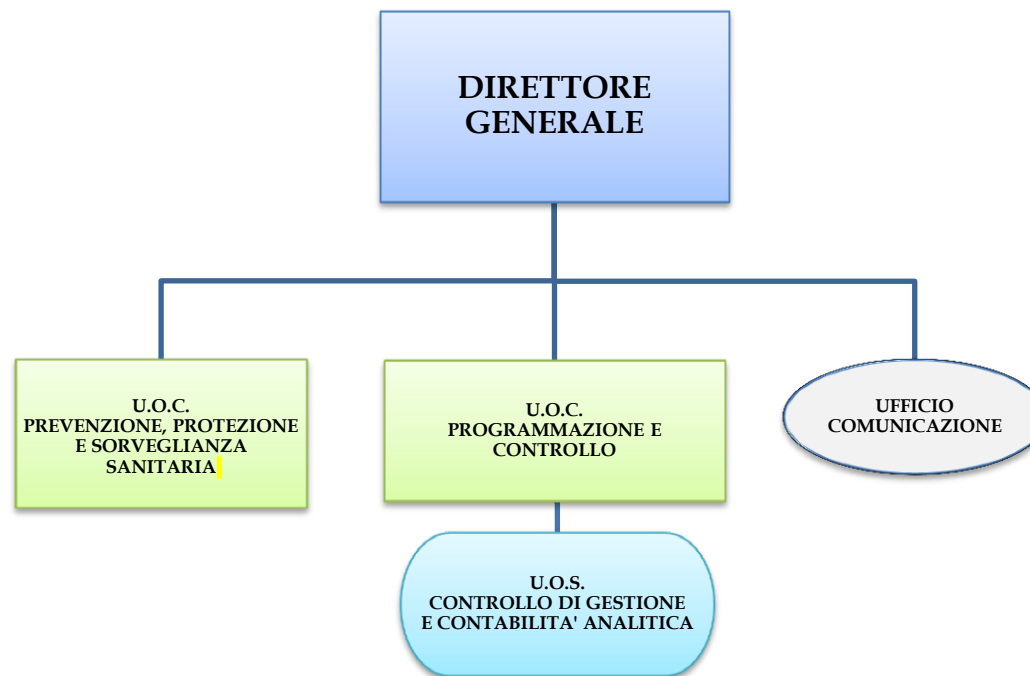 DIRETTORE
GENERALE
U.O.C.
PREVENZIONE, PROTEZIONE
E SORVEGLIANZA
SANITARIA
U.O.C.
PROGRAMMAZIONE E
CONTROLLO
UFFICIO
COMUNICAZIONE
U.O.S.
CONTROLLO DI GESTIONE
E CONTABILITA' ANALITICA